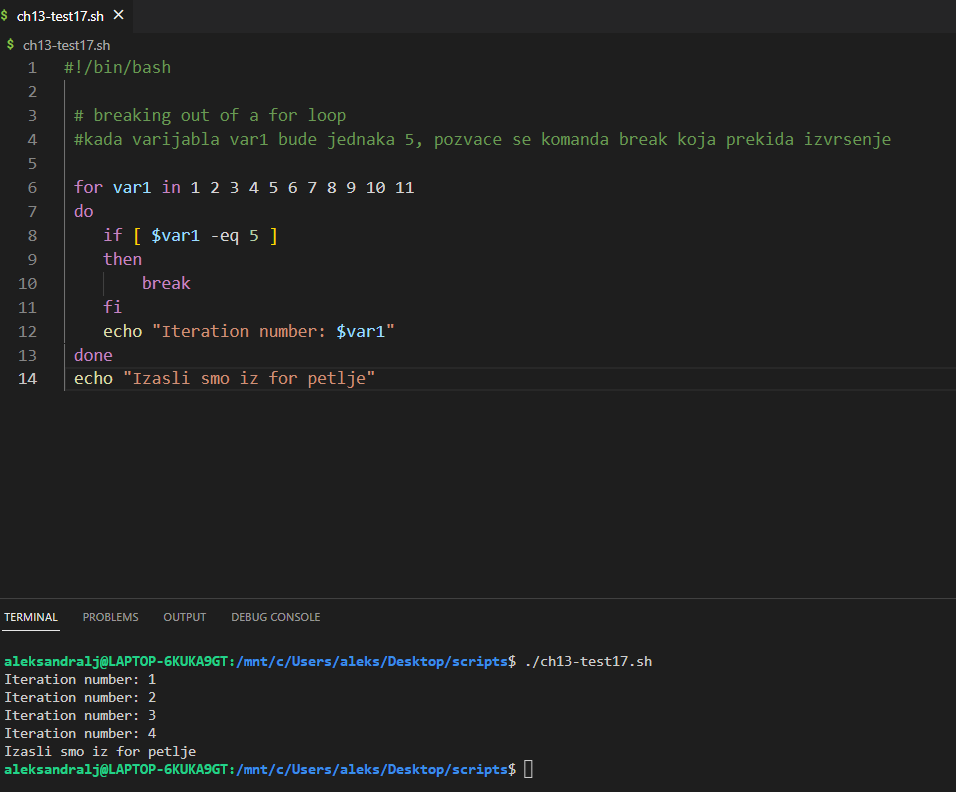 $ ch13-test17.sh ✕
$ ch13-test17.sh
1 #!/bin/bash
2
3 # breaking out of a for loop
4 #kada varijabla var1 bude jednaka 5, pozvace se komanda break koja prekida izvrsenje
5
6 for var1 in 1 2 3 4 5 6 7 8 9 10 11
7 do
8 if [ $var1 -eq 5 ]
9 then
10 break
11 fi
12 echo "Iteration number: $var1"
13 done
14 echo "Izasli smo iz for petlje"
TERMINAL PROBLEMS OUTPUT DEBUG CONSOLE
aleksandralj@LAPTOP-6KUKA9GT:/mnt/c/Users/aleks/Desktop/scripts$ ./ch13-test17.sh
Iteration number: 1
Iteration number: 2
Iteration number: 3
Iteration number: 4
Izasli smo iz for petlje
aleksandralj@LAPTOP-6KUKA9GT:/mnt/c/Users/aleks/Desktop/scripts$